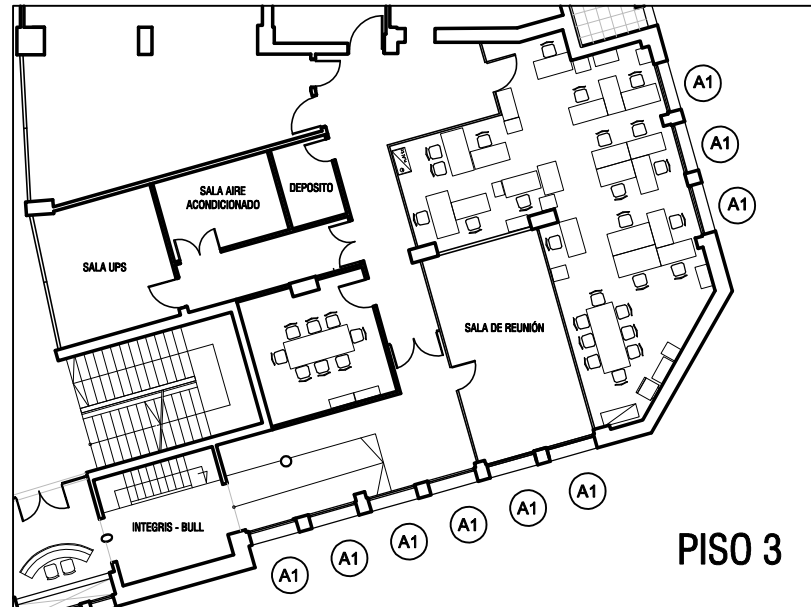 A1
A1
A1
SALA AIRE
ACONDICIONADO
DEPOSITO
SALA UPS
SALA DE REUNIÓN
INTEGRIS - BULL
A1
A1
A1
A1
A1
A1
PISO 3